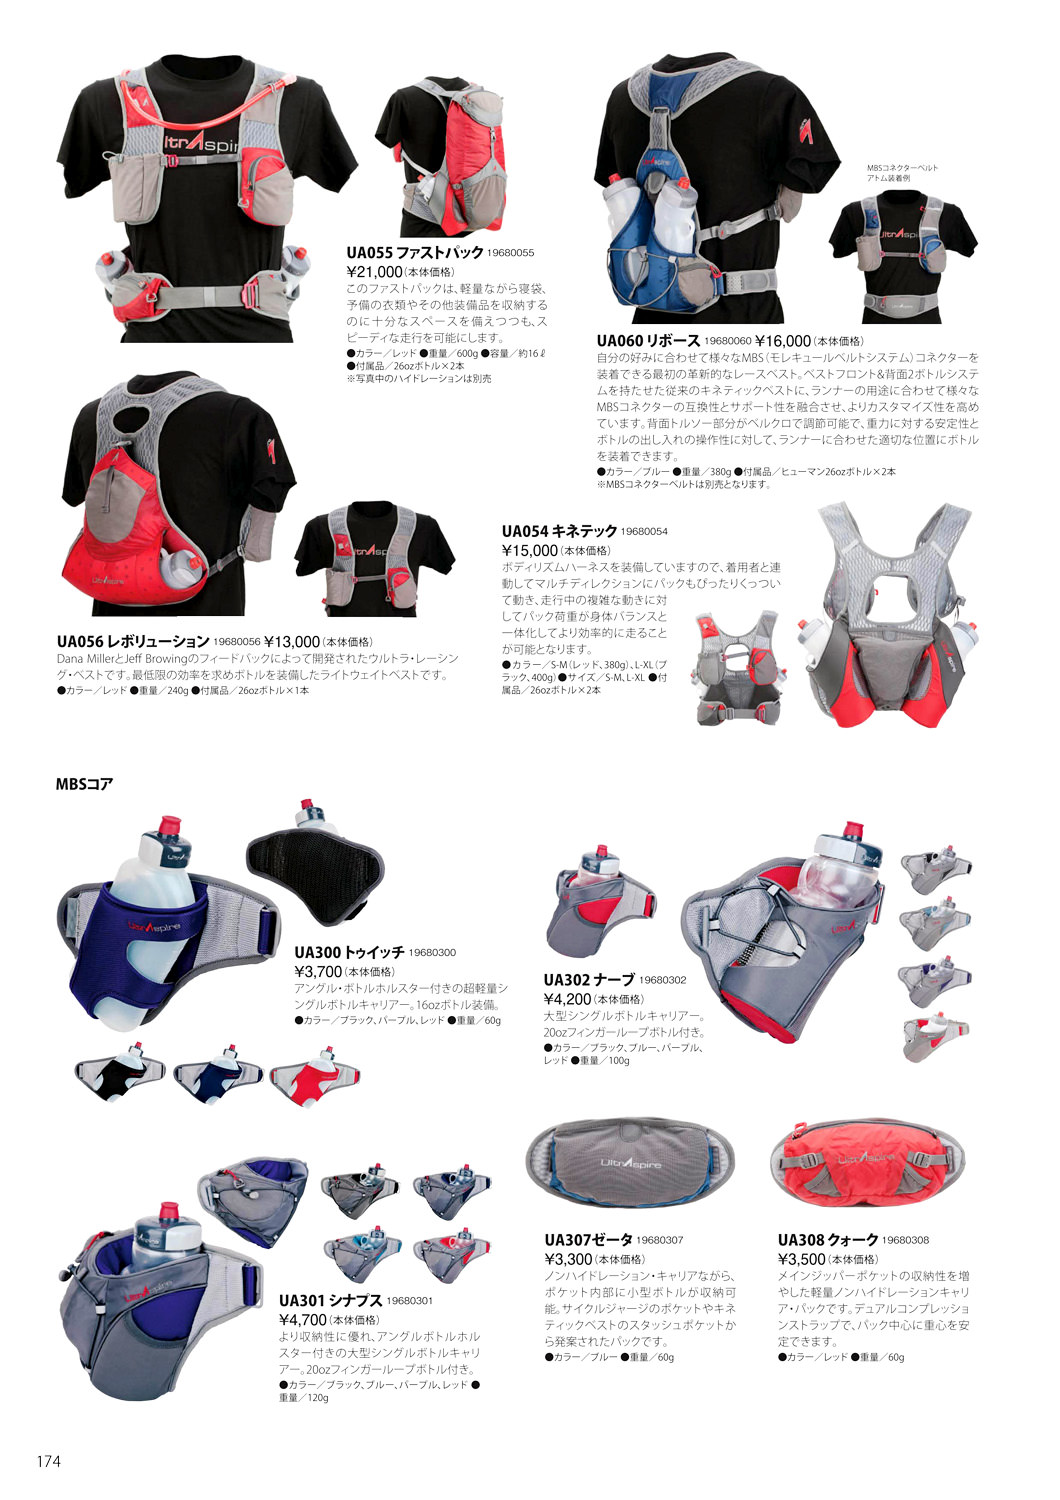 UA055 ファストパック 19680055
¥21,000(本体価格)
このファストパックは、軽量ながら寝袋、
予備の衣類やその他装備品を収納する
のに十分なスペースを備えつつも、ス
ピーディな走行を可能にします。
●カラー/レッド ●重量/600g ●容量/約16ℓ
●付属品/26ozボトル×2本
※写真中のハイドレーションは別売
MBSコネクターベルト
アトム装着例
UA060 リボース 19680060 ¥16,000(本体価格)
自分の好みに合わせて様々なMBS(モレキュールベルトシステム)コネクターを
装着できる最初の革新的なレースベスト。ベストフロント&背面2ボトルシステ
ムを持たせた従来のキネティックベストに、ランナーの用途に合わせて様々な
MBSコネクターの互換性とサポート性を融合させ、よりカスタマイズ性を高め
ています。背面トルソー部分がベルクロで調節可能で、重力に対する安定性と
ボトルの出し入れの操作性に対して、ランナーに合わせた適切な位置にボトル
を装着できます。
●カラー/ブルー ●重量/380g ●付属品/ヒューマン26ozボトル×2本
※MBSコネクターベルトは別売となります。
UA056 レボリューション 19680056 ¥13,000(本体価格)
Dana MillerとJeff Browingのフィードバックによって開発されたウルトラ・レーシン
グ・ベストです。最低限の効率を求めボトルを装備したライトウェイトベストです。
●カラー/レッド ●重量/240g ●付属品/26ozボトル×1本
UA054 キネテック 19680054
¥15,000(本体価格)
ボディリズムハーネスを装備していますので、着用者と連
動してマルチディレクションにパックもぴったりくっつい
て動き、走行中の複雑な動きに対
してパック荷重が身体バランスと
一体化してより効率的に走ること
が可能となります。
●カラー/S-M(レッド、380g)、L-XL(ブ
ラック、400g)●サイズ/S-M、L-XL ●付
属品/26ozボトル×2本
MBSコア
UltrAspire
UA300 トゥイッチ 19680300
¥3,700(本体価格)
アングル・ボトルホルスター付きの超軽量シ
ングルボトルキャリアー。16ozボトル装備。
●カラー/ブラック、パープル、レッド ●重量/60g
UA302 ナーブ 19680302
¥4,200(本体価格)
大型シングルボトルキャリアー。
20ozフィンガーループボトル付き。
●カラー/ブラック、ブルー、パープル、
レッド ●重量/100g
UA301 シナプス 19680301
¥4,700(本体価格)
より収納性に優れ、アングルボトルホル
スター付きの大型シングルボトルキャリ
アー。20ozフィンガーループボトル付き。
●カラー/ブラック、ブルー、パープル、レッド ●
重量/120g
UltrAspire
UA307ゼータ 19680307
¥3,300(本体価格)
ノンハイドレーション・キャリアながら、
ポケット内部に小型ボトルが収納可
能。サイクルジャージのポケットやキネ
ティックベストのスタッシュポケットか
ら発案されたパックです。
●カラー/ブルー ●重量/60g
UltrAspire
UA308 クォーク 19680308
¥3,500(本体価格)
メインジッパーポケットの収納性を増
やした軽量ノンハイドレーションキャリ
ア・パックです。デュアルコンプレッショ
ンストラップで、パック中心に重心を安
定できます。
●カラー/レッド ●重量/60g
174